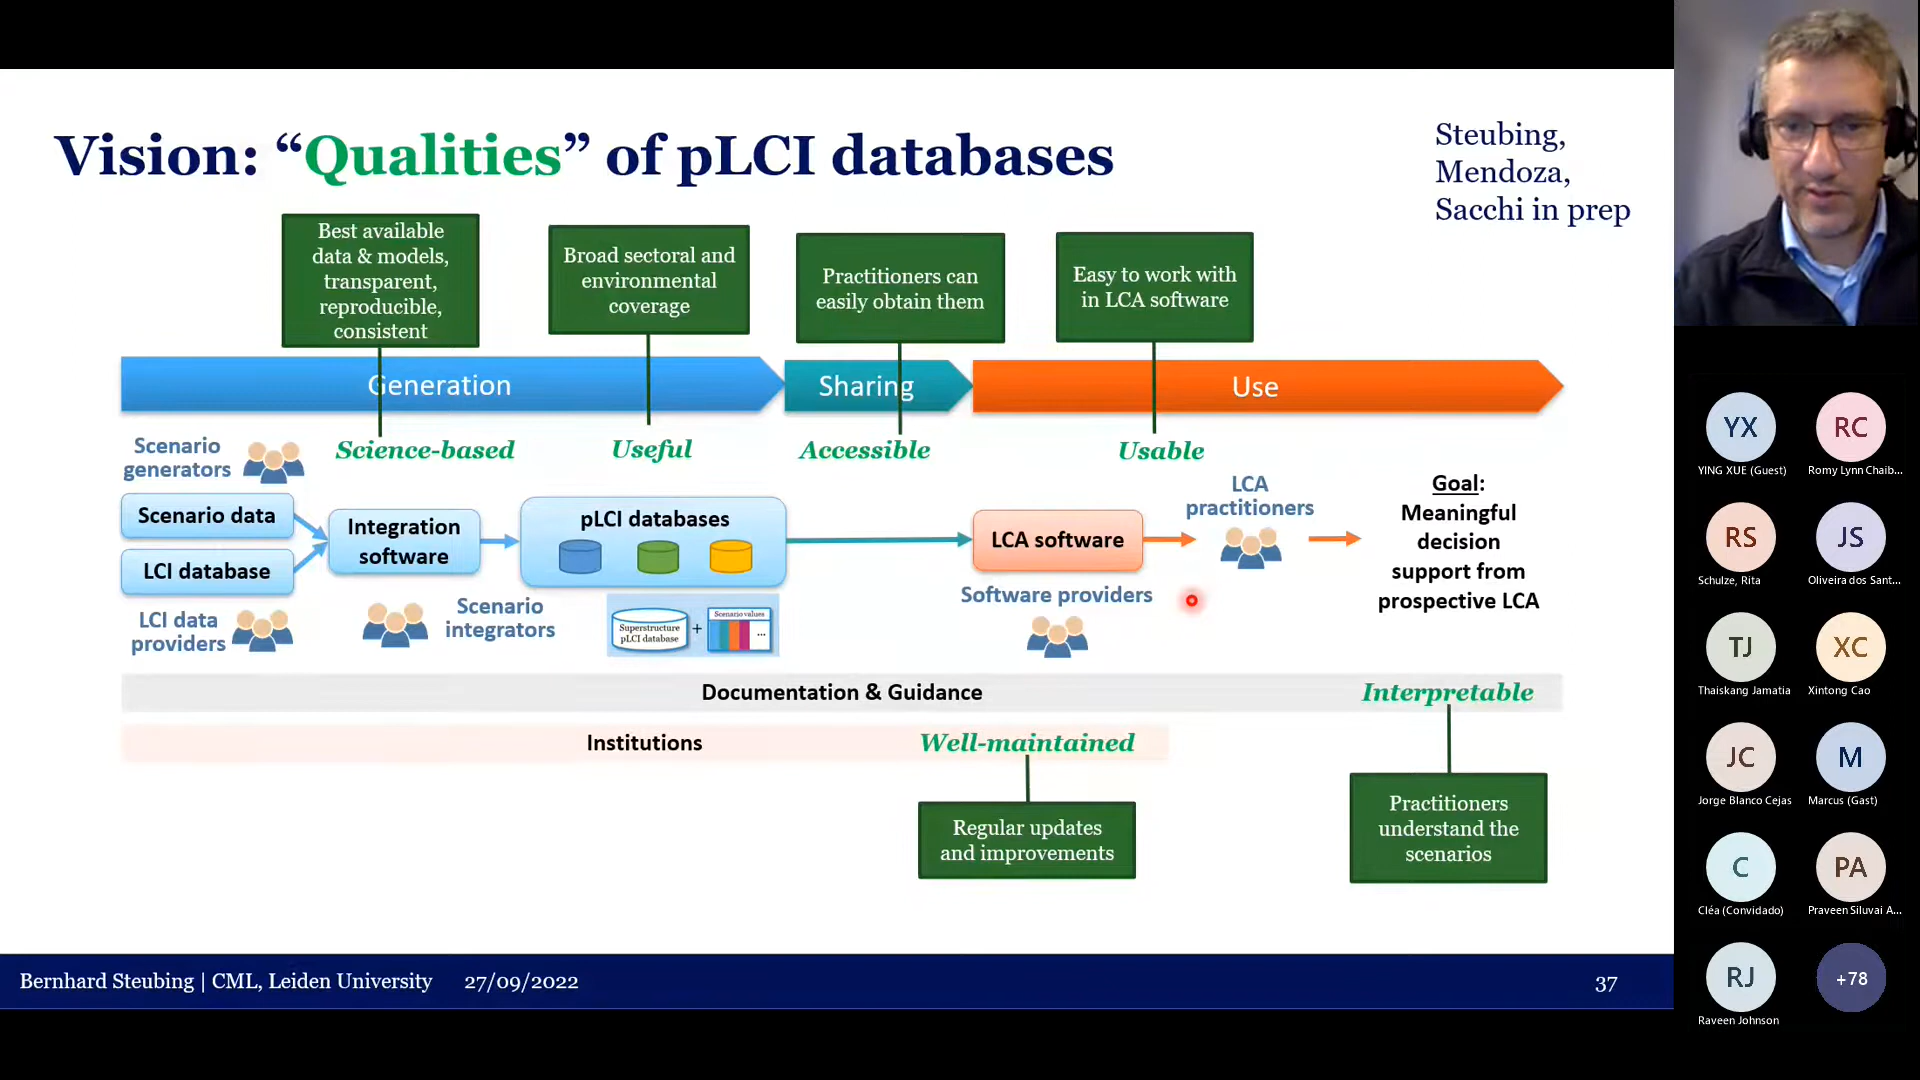 Vision: “Qualities” of pLCI databases
Steubing,
Mendoza,
Sacchi in prep
Best available
data & models,
transparent,
reproducible,
consistent
Broad sectoral and
environmental
coverage
Practitioners can
easily obtain them
Easy to work with
in LCA software
Generation
Sharing
Use
Science-based
Useful
Accessible
Usable
Scenario
generators
Scenario data
LCI database
LCI data
providers
Integration
software
Scenario
integrators
pLCI databases
Superstructure
pLCI database
+
Scenario values
...
LCA software
Software providers
LCA
practitioners
Goal:
Meaningful
decision
support from
prospective LCA
Documentation & Guidance
Interpretable
Institutions
Well-maintained
Regular updates
and improvements
Practitioners
understand the
scenarios
Bernhard Steubing | CML, Leiden University 27/09/2022
37
YX
YING XUE (Guest)
RC
Romy Lynn Chaib...
RS
Schulze, Rita
JS
Oliveira dos Sant...
TJ
Thaiskang Jamatia
XC
Xintong Cao
JC
Jorge Blanco Cejas
M
Marcus (Gast)
C
Cléa (Convidado)
PA
Praveen Siluvai A...
RJ
Raveen Johnson
+78